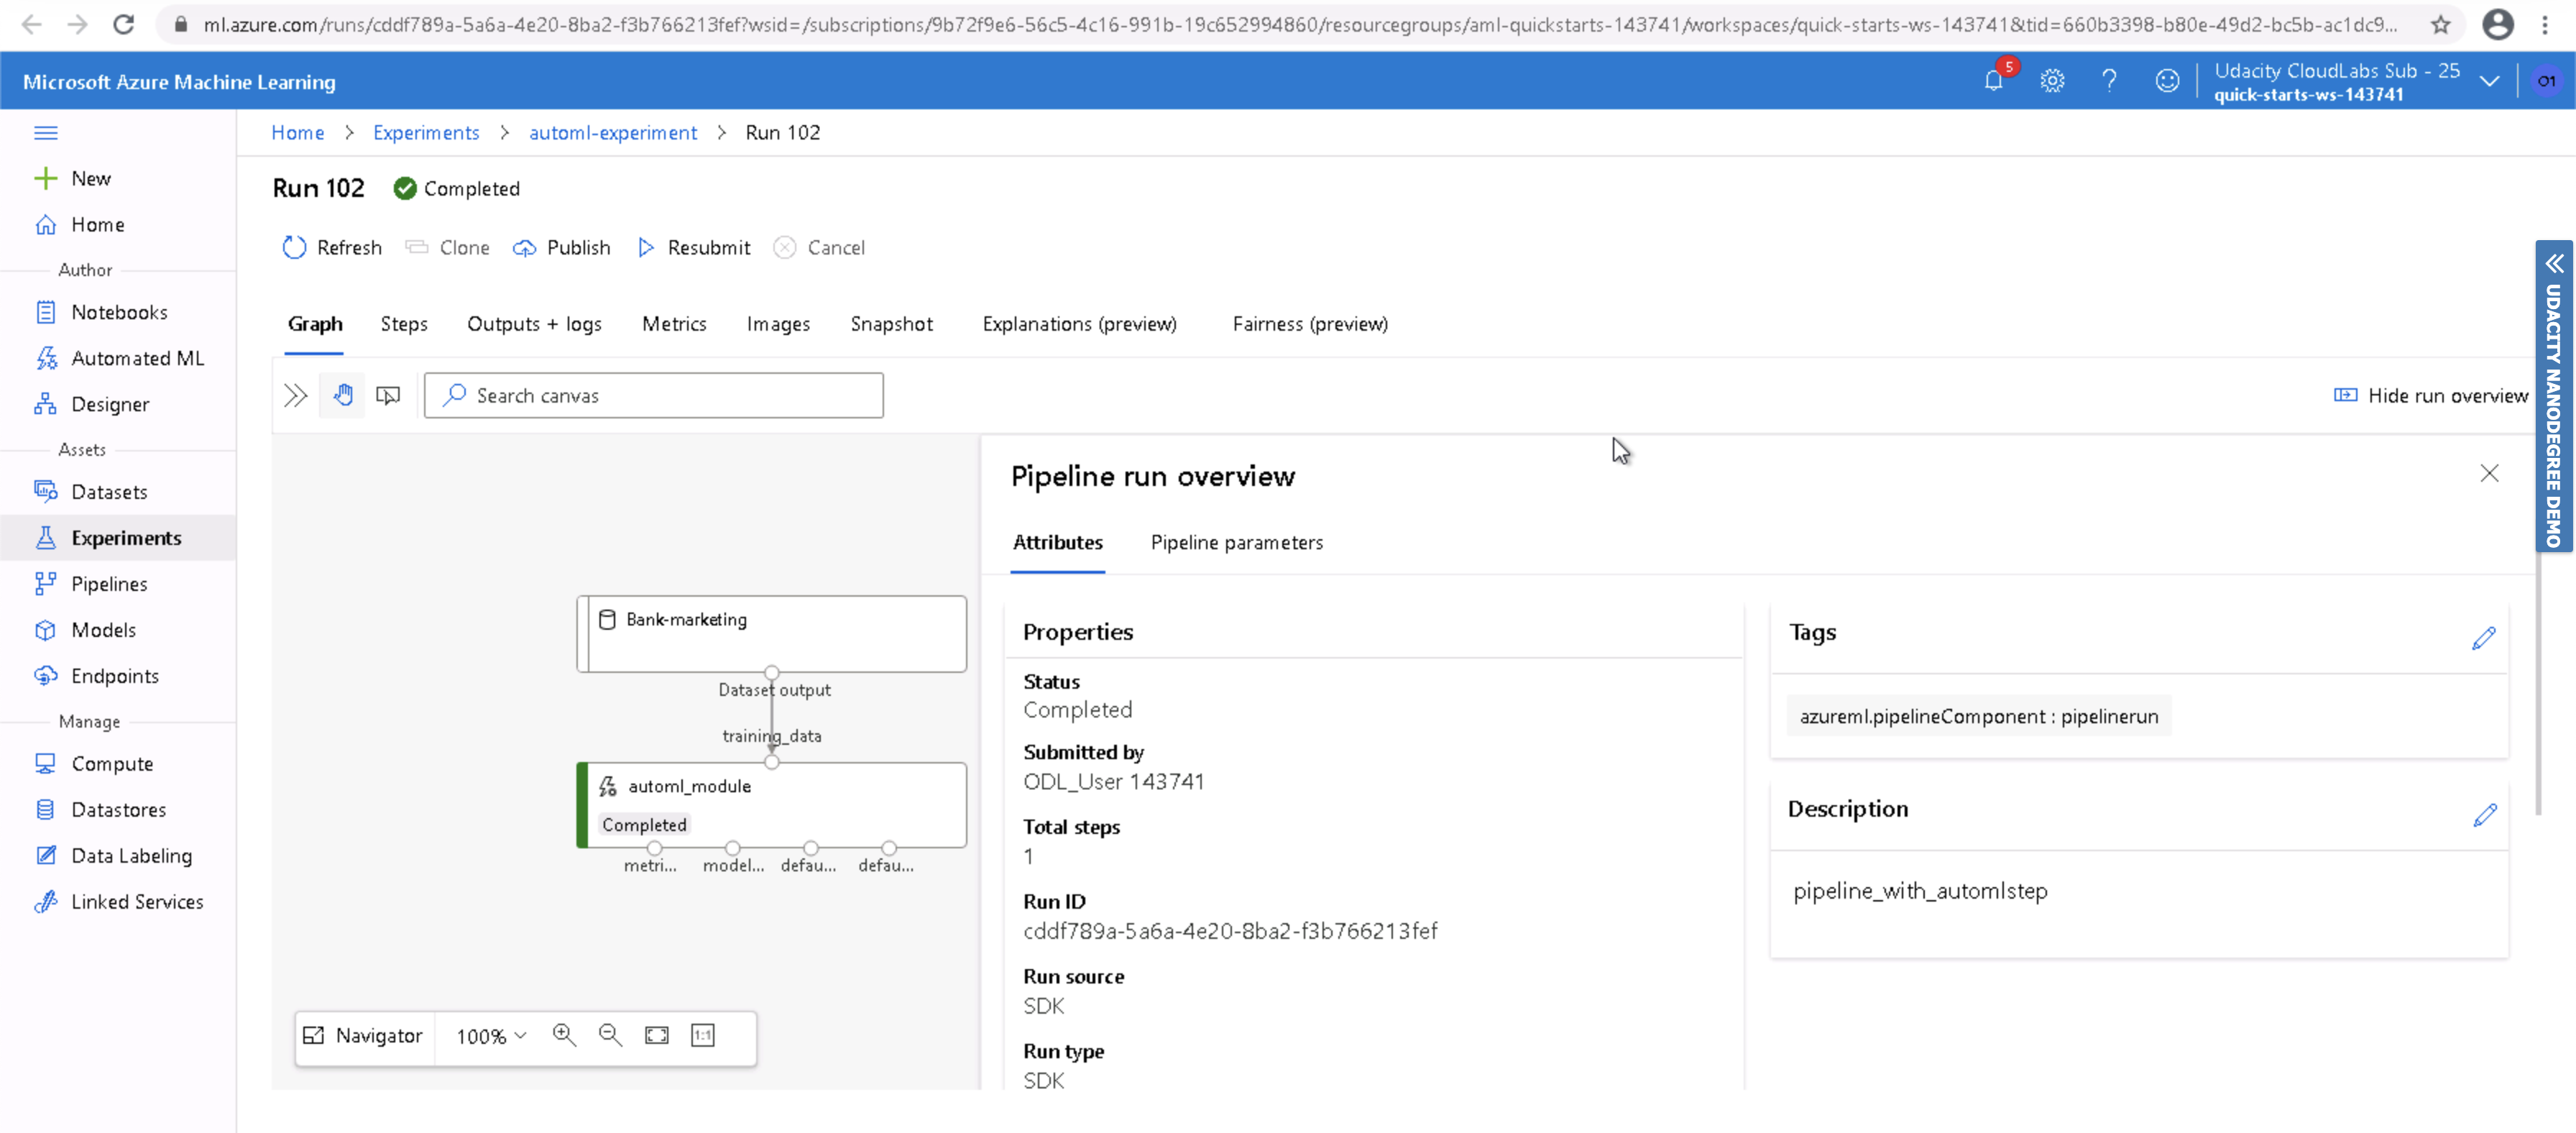 ml.azure.com/runs/cddf789a-5a6a-4e20-8ba2-f3b766213fef?wsid=/subscriptions/9b72f9e6-56c5-4c16-991b-19c652994860/resourcegroups/aml-quickstarts-143741/workspaces/quick-starts-ws-143741&tid=660b3398-b80e-49d2-bc5b-ac1dc9...
Microsoft Azure Machine Learning
5
Udacity CloudLabs Sub - 25
quick-starts-ws-143741
O1
Home > Experiments > automl-experiment > Run 102
New
Home
Author
Notebooks
Automated ML
Designer
Assets
Datasets
Experiments
Pipelines
Models
Endpoints
Manage
Compute
Datastores
Data Labeling
Linked Services
Run 102 Completed
Refresh Clone Publish Resubmit Cancel
Graph Steps Outputs + logs Metrics Images Snapshot Explanations (preview) Fairness (preview)
Search canvas
Hide run overview
Bank-marketing
Dataset output
training_data
automl_module
Completed
metri... model... defau... defau...
Navigator 100% 1:1
Pipeline run overview
Attributes Pipeline parameters
Properties
Status
Completed
Submitted by
ODL_User 143741
Total steps
1
Run ID
cddf789a-5a6a-4e20-8ba2-f3b766213fef
Run source
SDK
Run type
SDK
Tags
azureml.pipelineComponent : pipelinerun
Description
pipeline_with_automlstep
UDACITY NANODEGREE DEMO